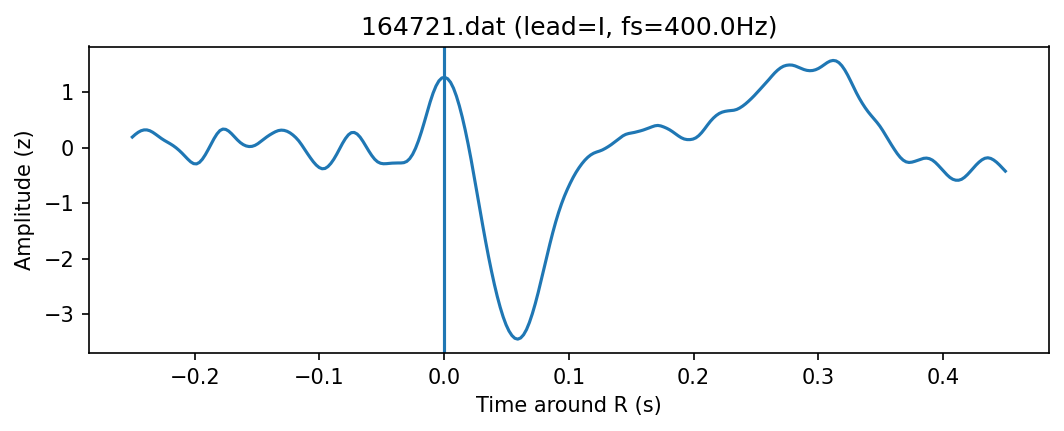 164721.dat (lead=I, fs=400.0Hz)
Amplitude (z)
1
0
−1
−2
−3
−0.2 −0.1 0.0 0.1 0.2 0.3 0.4
Time around R (s)